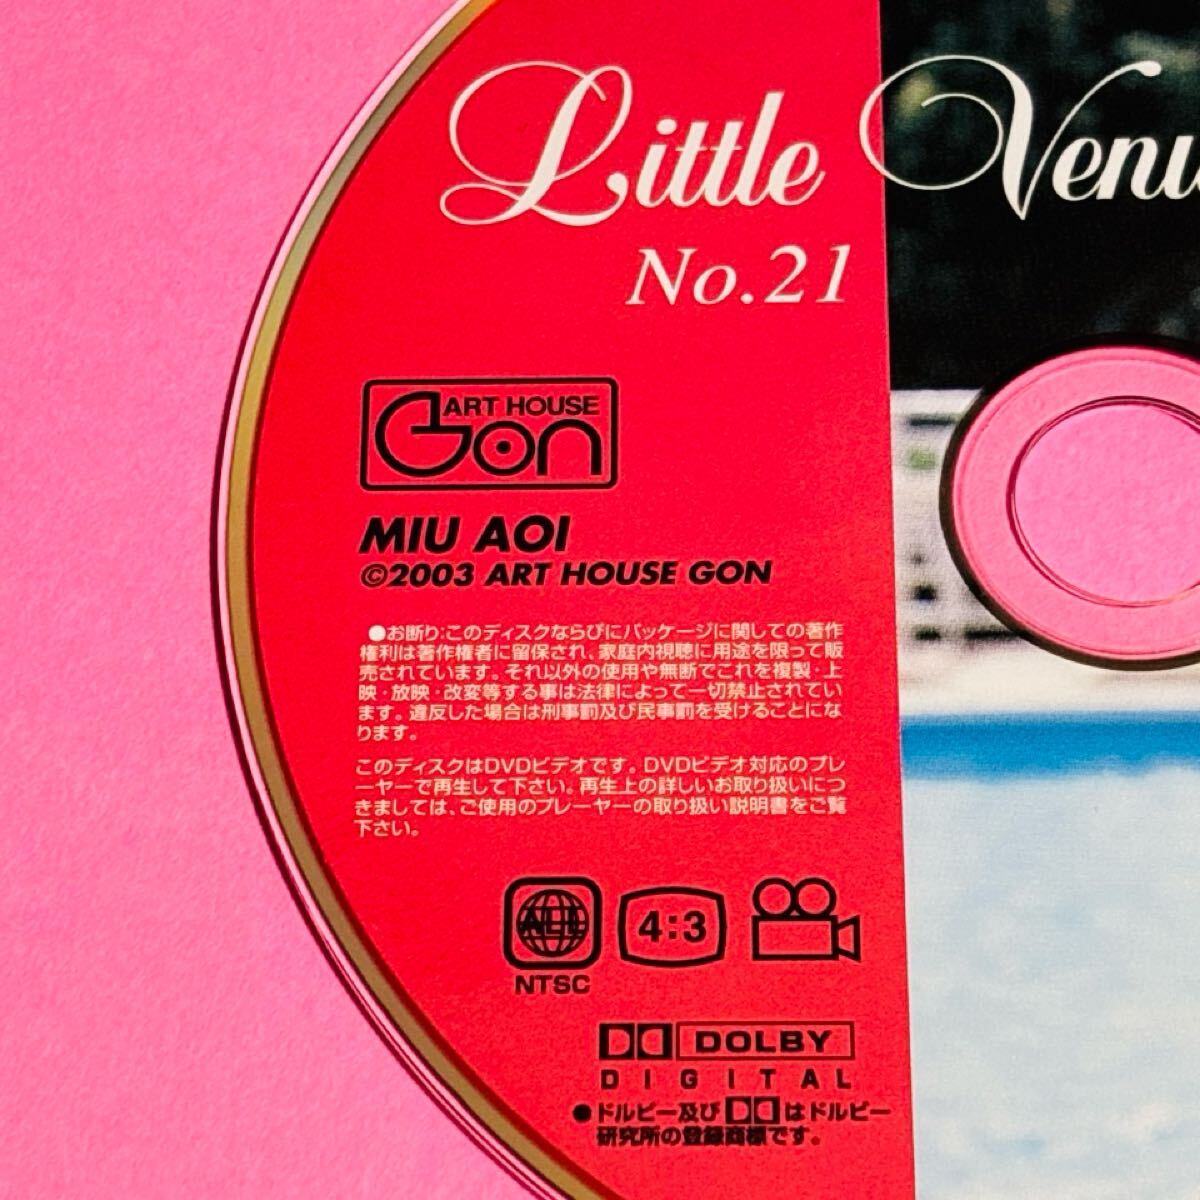 Little Venu
No.21
ART HOUSE
Gon
MIU AOI
©2003 ART HOUSE GON
●お断り:このディスクならびにパッケージに関しての著作
権利は著作権者に留保され、家庭内視聴に用途を限って販
売されています。それ以外の使用や無断でこれを複製・上
映・放映・改変等する事は法律によって一切禁止されてい
ます。違反した場合は刑事罰及び民事罰を受けることにな
ります。
このディスクはDVDビデオです。DVDビデオ対応のプレ
ーヤーで再生して下さい。再生上の詳しいお取り扱いにつ
きましては、ご使用のプレーヤーの取り扱い説明書をご覧
下さい。
ALL 4:3
NTSC
DOLBY
DIGITAL
●ドルビー及び はドルビー
研究所の登録商標です。